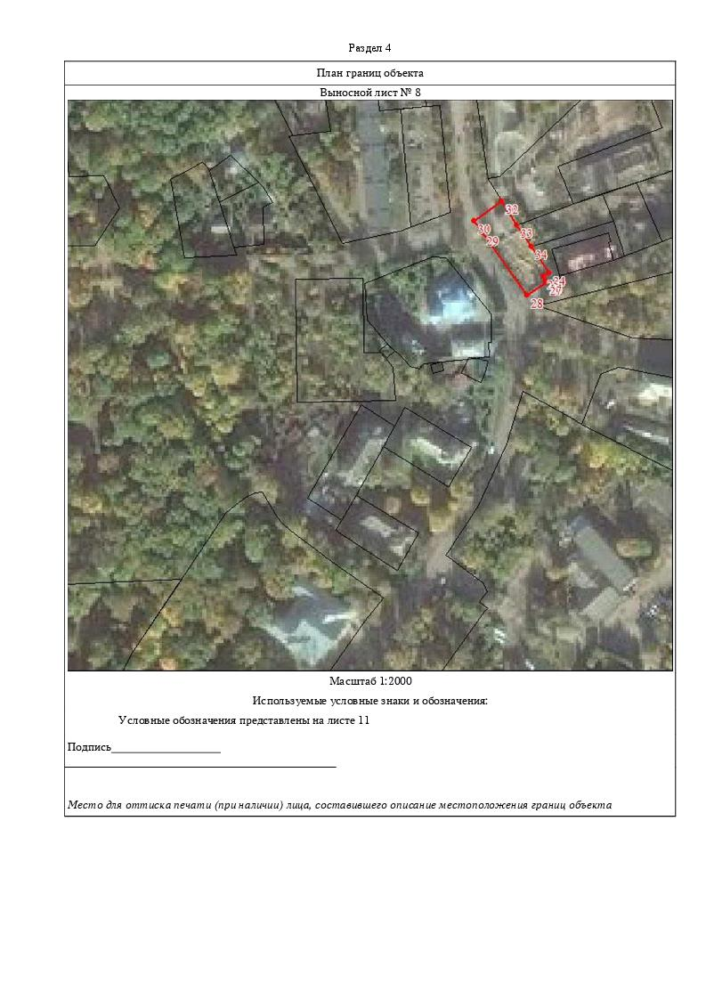 Раздел 4
План границ объекта
Выносной лист № 8
32
30
33
29
34
27
28
Масштаб 1:2000
Используемые условные знаки и обозначения:
Условные обозначения представлены на листе 11
Подпись___________________
Место для оттиска печати (при наличии) лица, составившего описание местоположения границ объекта